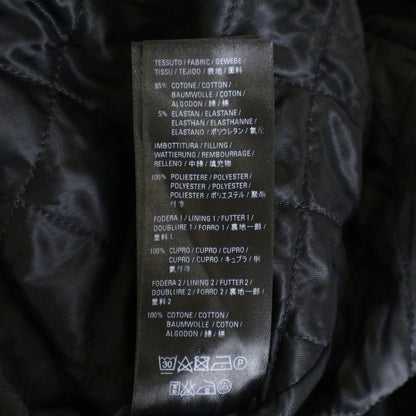 TESSUTO / FABRIC / GEWEBE
TISSU / TEJIDO / 表地 / 面料
95% COTONE / COTTON /
BAUMWOLLE / COTON /
ALGODON / 綿 / 棉
5% ELASTAN / ELASTANE /
ELASTHAN / ELASTHANNE /
ELASTANO / ポリウレタン / 氨纶
IMBOTTITURA / FILLING /
WATTIERUNG / REMBOURRAGE /
RELLENO / 中綿 / 填充物
100% POLIESTERE / POLYESTER /
POLYESTER / POLYESTER /
POLIESTER / ポリエステル / 聚酯
纤维
FODERA 1 / LINING 1 / FUTTER 1 /
DOUBLURE 1 / FORRO 1 / 裏地一部 /
里料 1
100% CUPRO / CUPRO / CUPRO /
CUPRO / CUPRO / キュプラ / 铜
氨纤维
FODERA 2 / LINING 2 / FUTTER 2 /
DOUBLURE 2 / FORRO 2 / 裏地一部 /
里料 2
100% COTONE / COTTON /
BAUMWOLLE / COTON /
ALGODON / 綿 / 棉
30